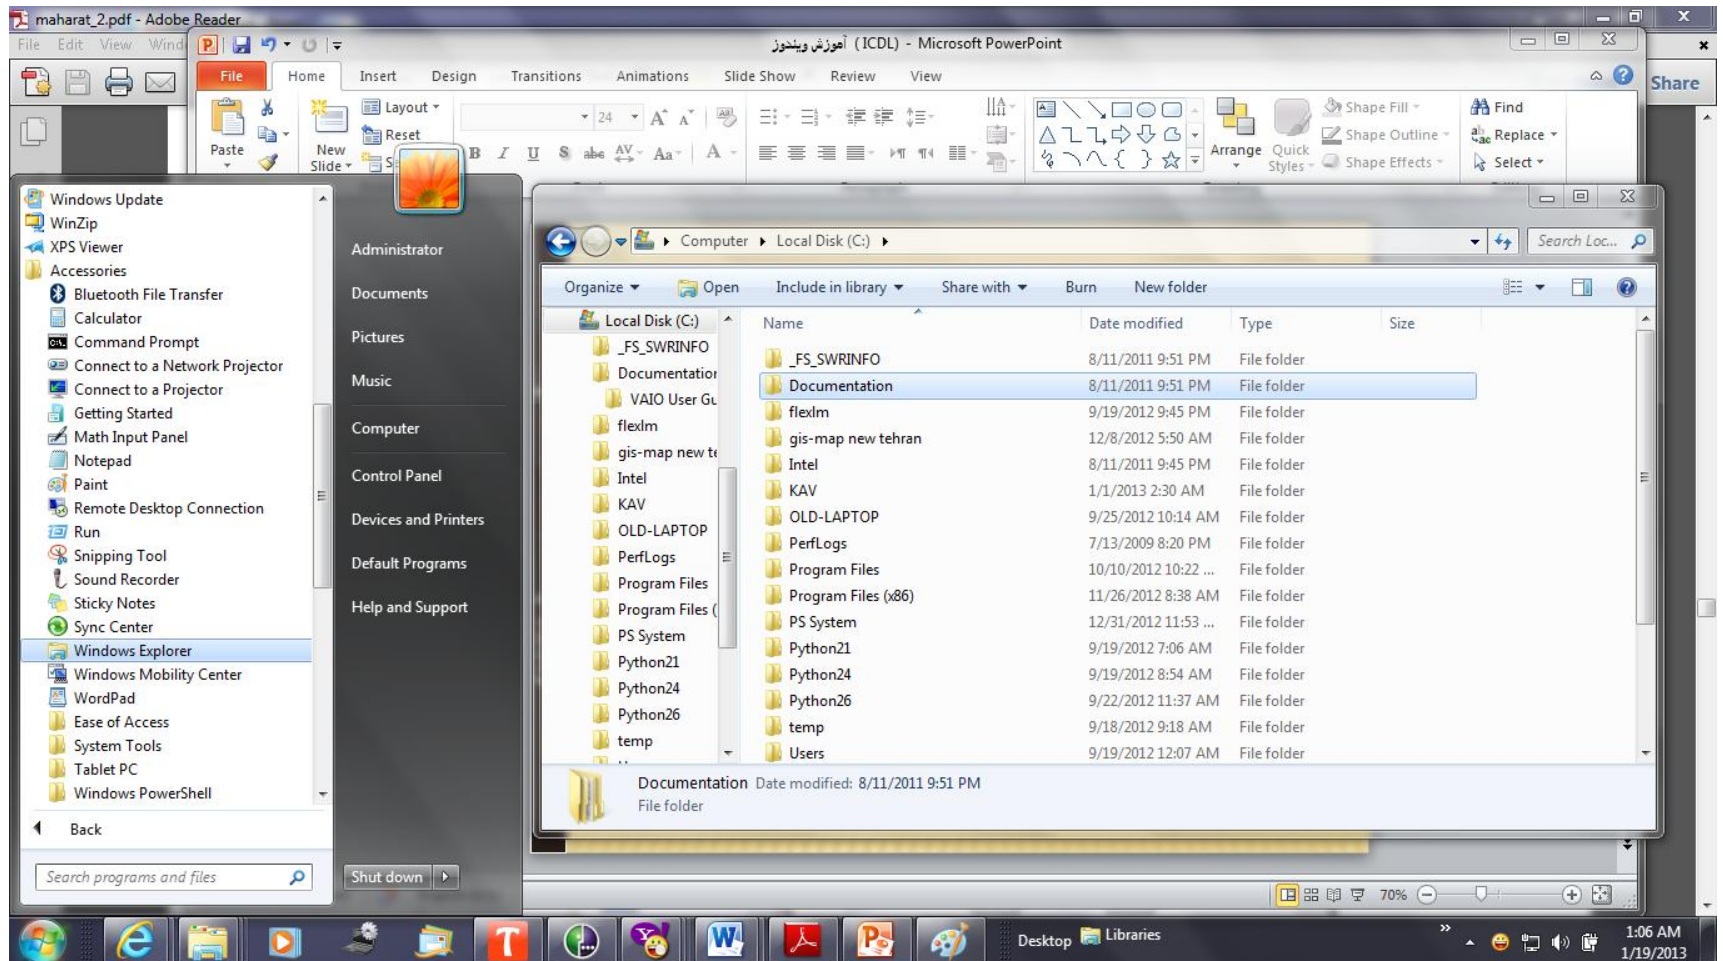 maharat_2.pdf - Adobe Reader
File Edit View Wind
آموزش ویندوز (ICDL) - Microsoft PowerPoint
File Home Insert Design Transitions Animations Slide Show Review View
Share
Paste
New Slide
Layout
Reset
24
B I U S abc AV Aa A
Arrange
Quick Styles
Shape Fill
Shape Outline
Shape Effects
Find
Replace
Select
Windows Update
WinZip
XPS Viewer
Accessories
Bluetooth File Transfer
Calculator
Command Prompt
Connect to a Network Projector
Connect to a Projector
Getting Started
Math Input Panel
Notepad
Paint
Remote Desktop Connection
Run
Snipping Tool
Sound Recorder
Sticky Notes
Sync Center
Windows Explorer
Windows Mobility Center
WordPad
Ease of Access
System Tools
Tablet PC
Windows PowerShell
Back
Search programs and files
Administrator
Documents
Pictures
Music
Computer
Control Panel
Devices and Printers
Default Programs
Help and Support
Shut down
Computer Local Disk (C:)
Search Loc...
Organize Open Include in library Share with Burn New folder
Local Disk (C:)
_FS_SWRINFO
Documentation
VAIO User Gu
flexlm
gis-map new te
Intel
KAV
OLD-LAPTOP
PerfLogs
Program Files
Program Files (
PS System
Python21
Python24
Python26
temp
Name Date modified Type Size
_FS_SWRINFO 8/11/2011 9:51 PM File folder
Documentation 8/11/2011 9:51 PM File folder
flexlm 9/19/2012 9:45 PM File folder
gis-map new tehran 12/8/2012 5:50 AM File folder
Intel 8/11/2011 9:45 PM File folder
KAV 1/1/2013 2:30 AM File folder
OLD-LAPTOP 9/25/2012 10:14 AM File folder
PerfLogs 7/13/2009 8:20 PM File folder
Program Files 10/10/2012 10:22 ... File folder
Program Files (x86) 11/26/2012 8:38 AM File folder
PS System 12/31/2012 11:53 ... File folder
Python21 9/19/2012 7:06 AM File folder
Python24 9/19/2012 8:54 AM File folder
Python26 9/22/2012 11:37 AM File folder
temp 9/18/2012 9:18 AM File folder
Users 9/19/2012 12:07 AM File folder
Documentation Date modified: 8/11/2011 9:51 PM
File folder
70%
Desktop Libraries
1:06 AM
1/19/2013